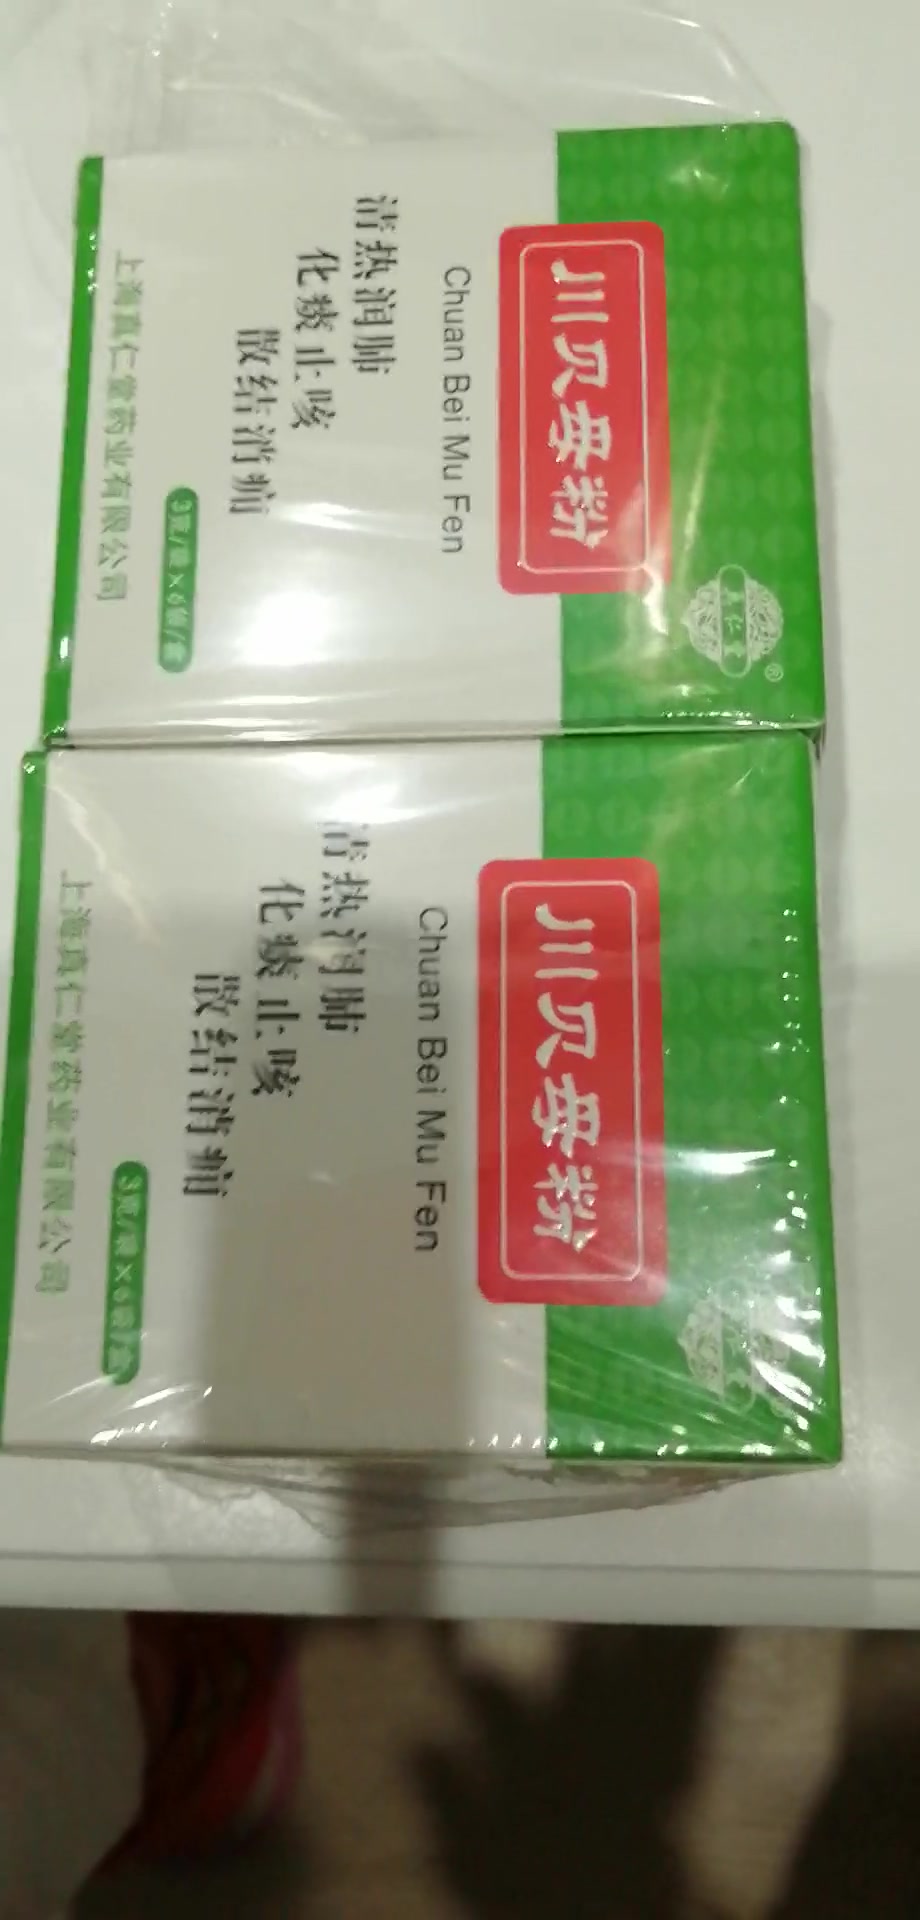 真仁堂
®
川贝母粉
Chuan Bei Mu Fen
清热润肺
化痰止咳
散结消痈
3克/袋×6袋/盒
上海真仁堂药业有限公司
川贝母粉
Chuan Bei Mu Fen
清热润肺
化痰止咳
散结消痈
3克/袋×6袋/盒
上海真仁堂药业有限公司